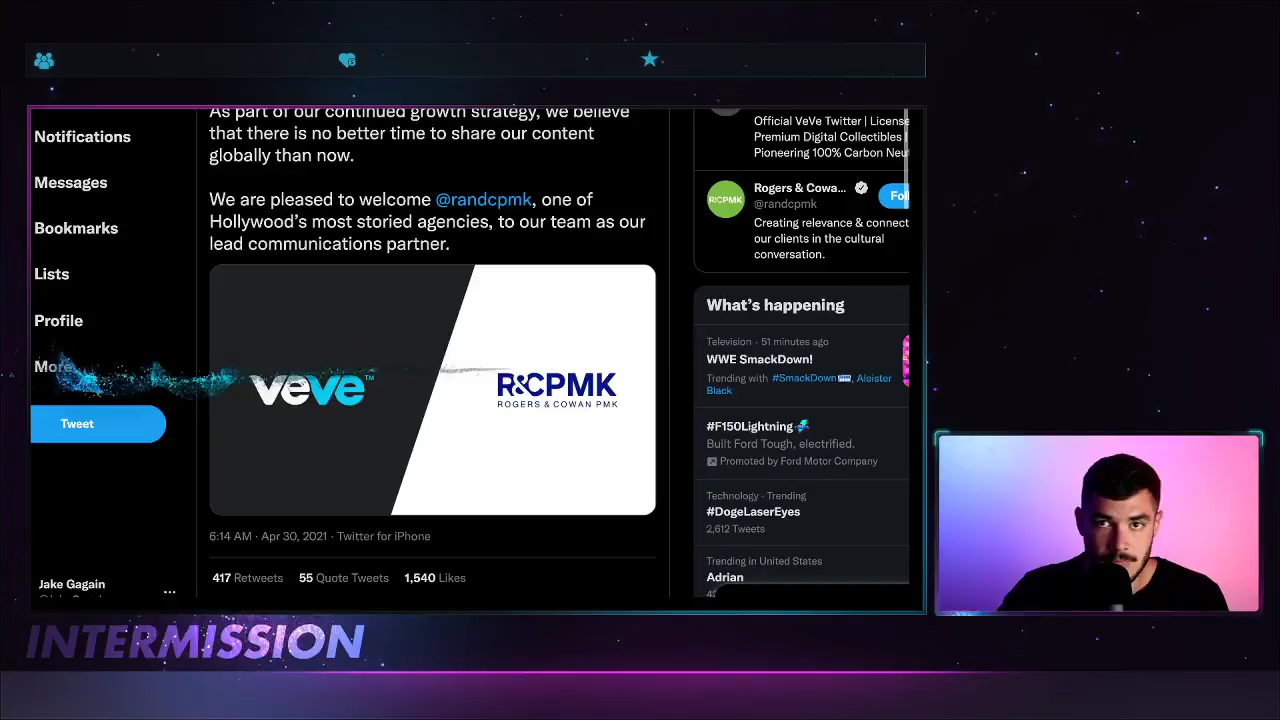 As part of our continued growth strategy, we believe
that there is no better time to share our content
globally than now.
We are pleased to welcome @randcpmk, one of
Hollywood's most storied agencies, to our team as our
lead communications partner.
veve™
R&CPMK
ROGERS & COWAN PMK
6:14 AM · Apr 30, 2021 · Twitter for iPhone
417 Retweets 55 Quote Tweets 1,540 Likes
Notifications
Messages
Bookmarks
Lists
Profile
More
Tweet
Jake Gagain
Official VeVe Twitter | License
Premium Digital Collectibles
Pioneering 100% Carbon Neu
R&CPMK
Rogers & Cowa...
@randcpmk
Fol
Creating relevance & connect
our clients in the cultural
conversation.
What's happening
Television · 51 minutes ago
WWE SmackDown!
Trending with #SmackDown, Aleister
Black
#F150Lightning
Built Ford Tough, electrified.
Promoted by Ford Motor Company
Technology · Trending
#DogeLaserEyes
2,612 Tweets
Trending in United States
Adrian
INTERMISSION